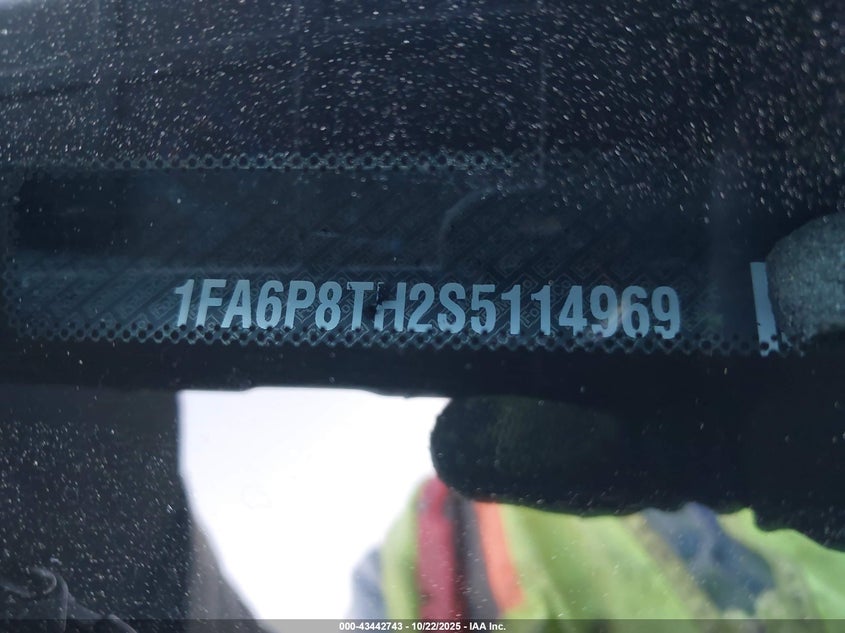 1FA6P8TH2S5114969
000-43442743 - 10/22/2025 - IAA Inc.